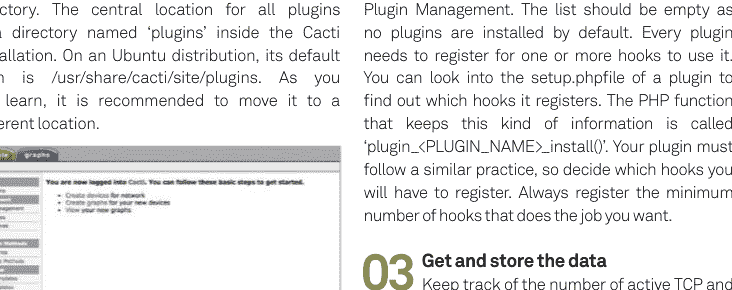 ctory. The central location for all plugins
a directory named ‘plugins’ inside the Cacti
allation. On an Ubuntu distribution, its default
is /usr/share/cacti/site/plugins. As you
learn, it is recommended to move it to a
erent location.
graphs
You are now logged into Cacti. You can follow these basic steps to get started.
• Create devices for network
• Create graphs for your new devices
• View your new graphs
Plugin Management. The list should be empty as
no plugins are installed by default. Every plugin
needs to register for one or more hooks to use it.
You can look into the setup.phpfile of a plugin to
find out which hooks it registers. The PHP function
that keeps this kind of information is called
‘plugin_<PLUGIN_NAME>_install()’. Your plugin must
follow a similar practice, so decide which hooks you
will have to register. Always register the minimum
number of hooks that does the job you want.
03 Get and store the data
Keep track of the number of active TCP and